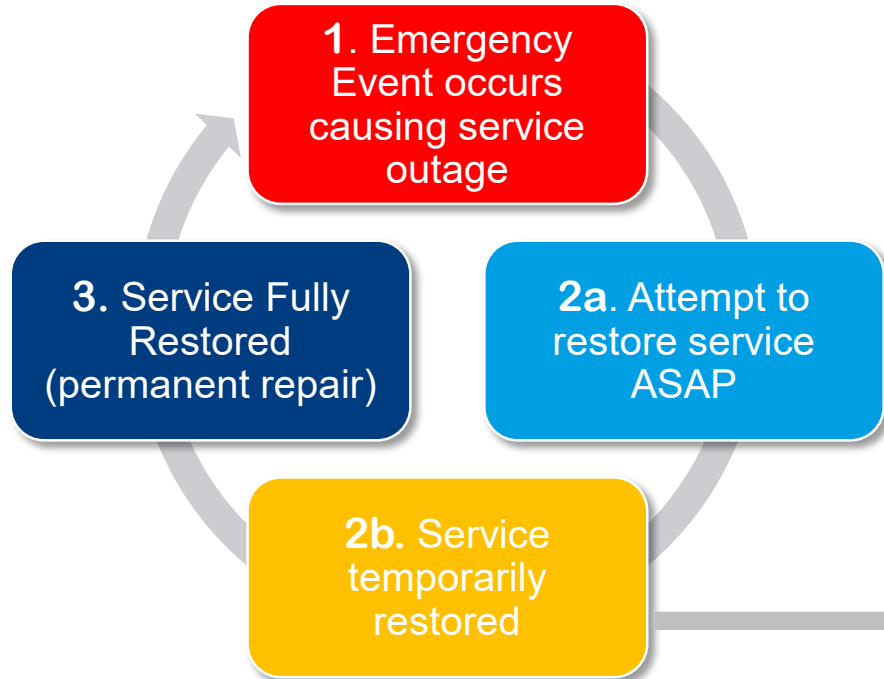 1. Emergency
Event occurs
causing service
outage
2a. Attempt to
restore service
ASAP
2b. Service
temporarily
restored
3. Service Fully
Restored
(permanent repair)